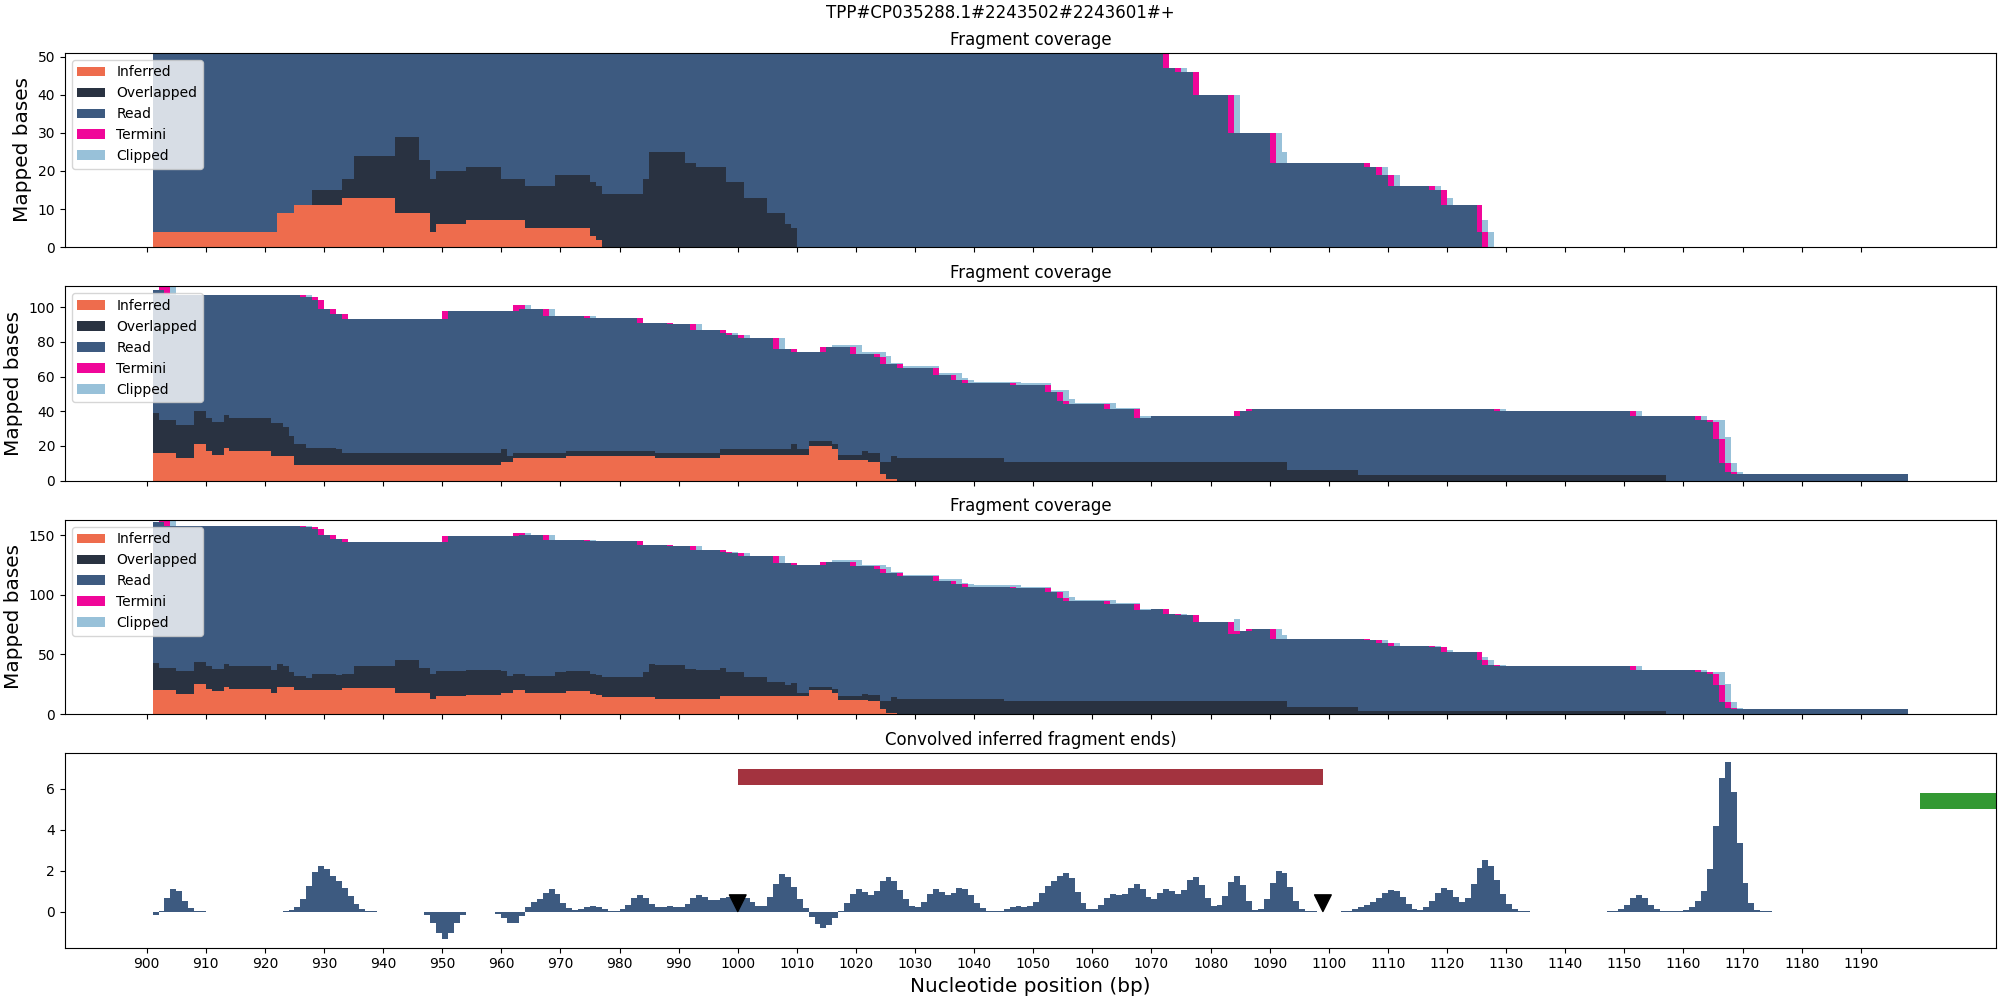 TPP#CP035288.1#2243502#2243601#+
Fragment coverage
Mapped bases
50
40
30
20
10
0
Inferred
Overlapped
Read
Termini
Clipped
Fragment coverage
Mapped bases
100
80
60
40
20
0
Inferred
Overlapped
Read
Termini
Clipped
Fragment coverage
Mapped bases
150
100
50
0
Inferred
Overlapped
Read
Termini
Clipped
Convolved inferred fragment ends)
6
4
2
0
900 910 920 930 940 950 960 970 980 990 1000 1010 1020 1030 1040 1050 1060 1070 1080 1090 1100 1110 1120 1130 1140 1150 1160 1170 1180 1190
Nucleotide position (bp)